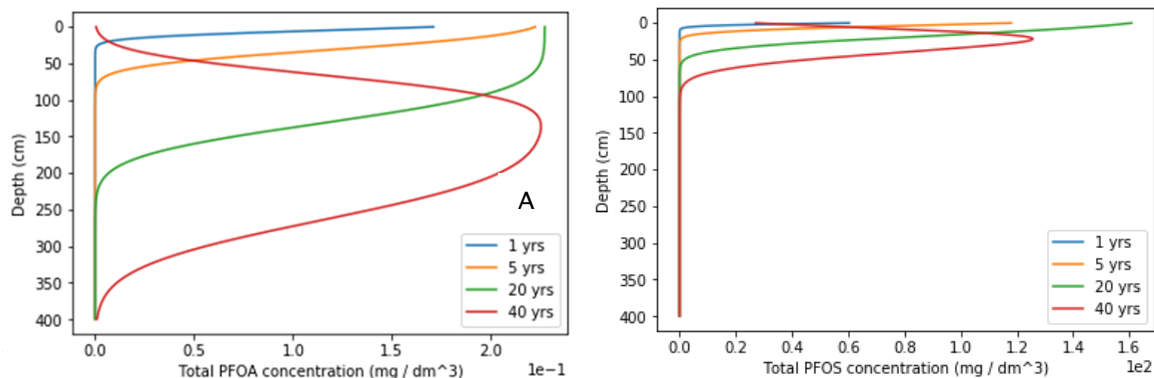 0
50
100
150
200
250
300
350
400
Depth (cm)
A
1 yrs
5 yrs
20 yrs
40 yrs
0.0 0.5 1.0 1.5 2.0
1e−1
Total PFOA concentration (mg / dm^3)
0
50
100
150
200
250
300
350
400
Depth (cm)
1 yrs
5 yrs
20 yrs
40 yrs
0.0 0.2 0.4 0.6 0.8 1.0 1.2 1.4 1.6
Total PFOS concentration (mg / dm^3) 1e2